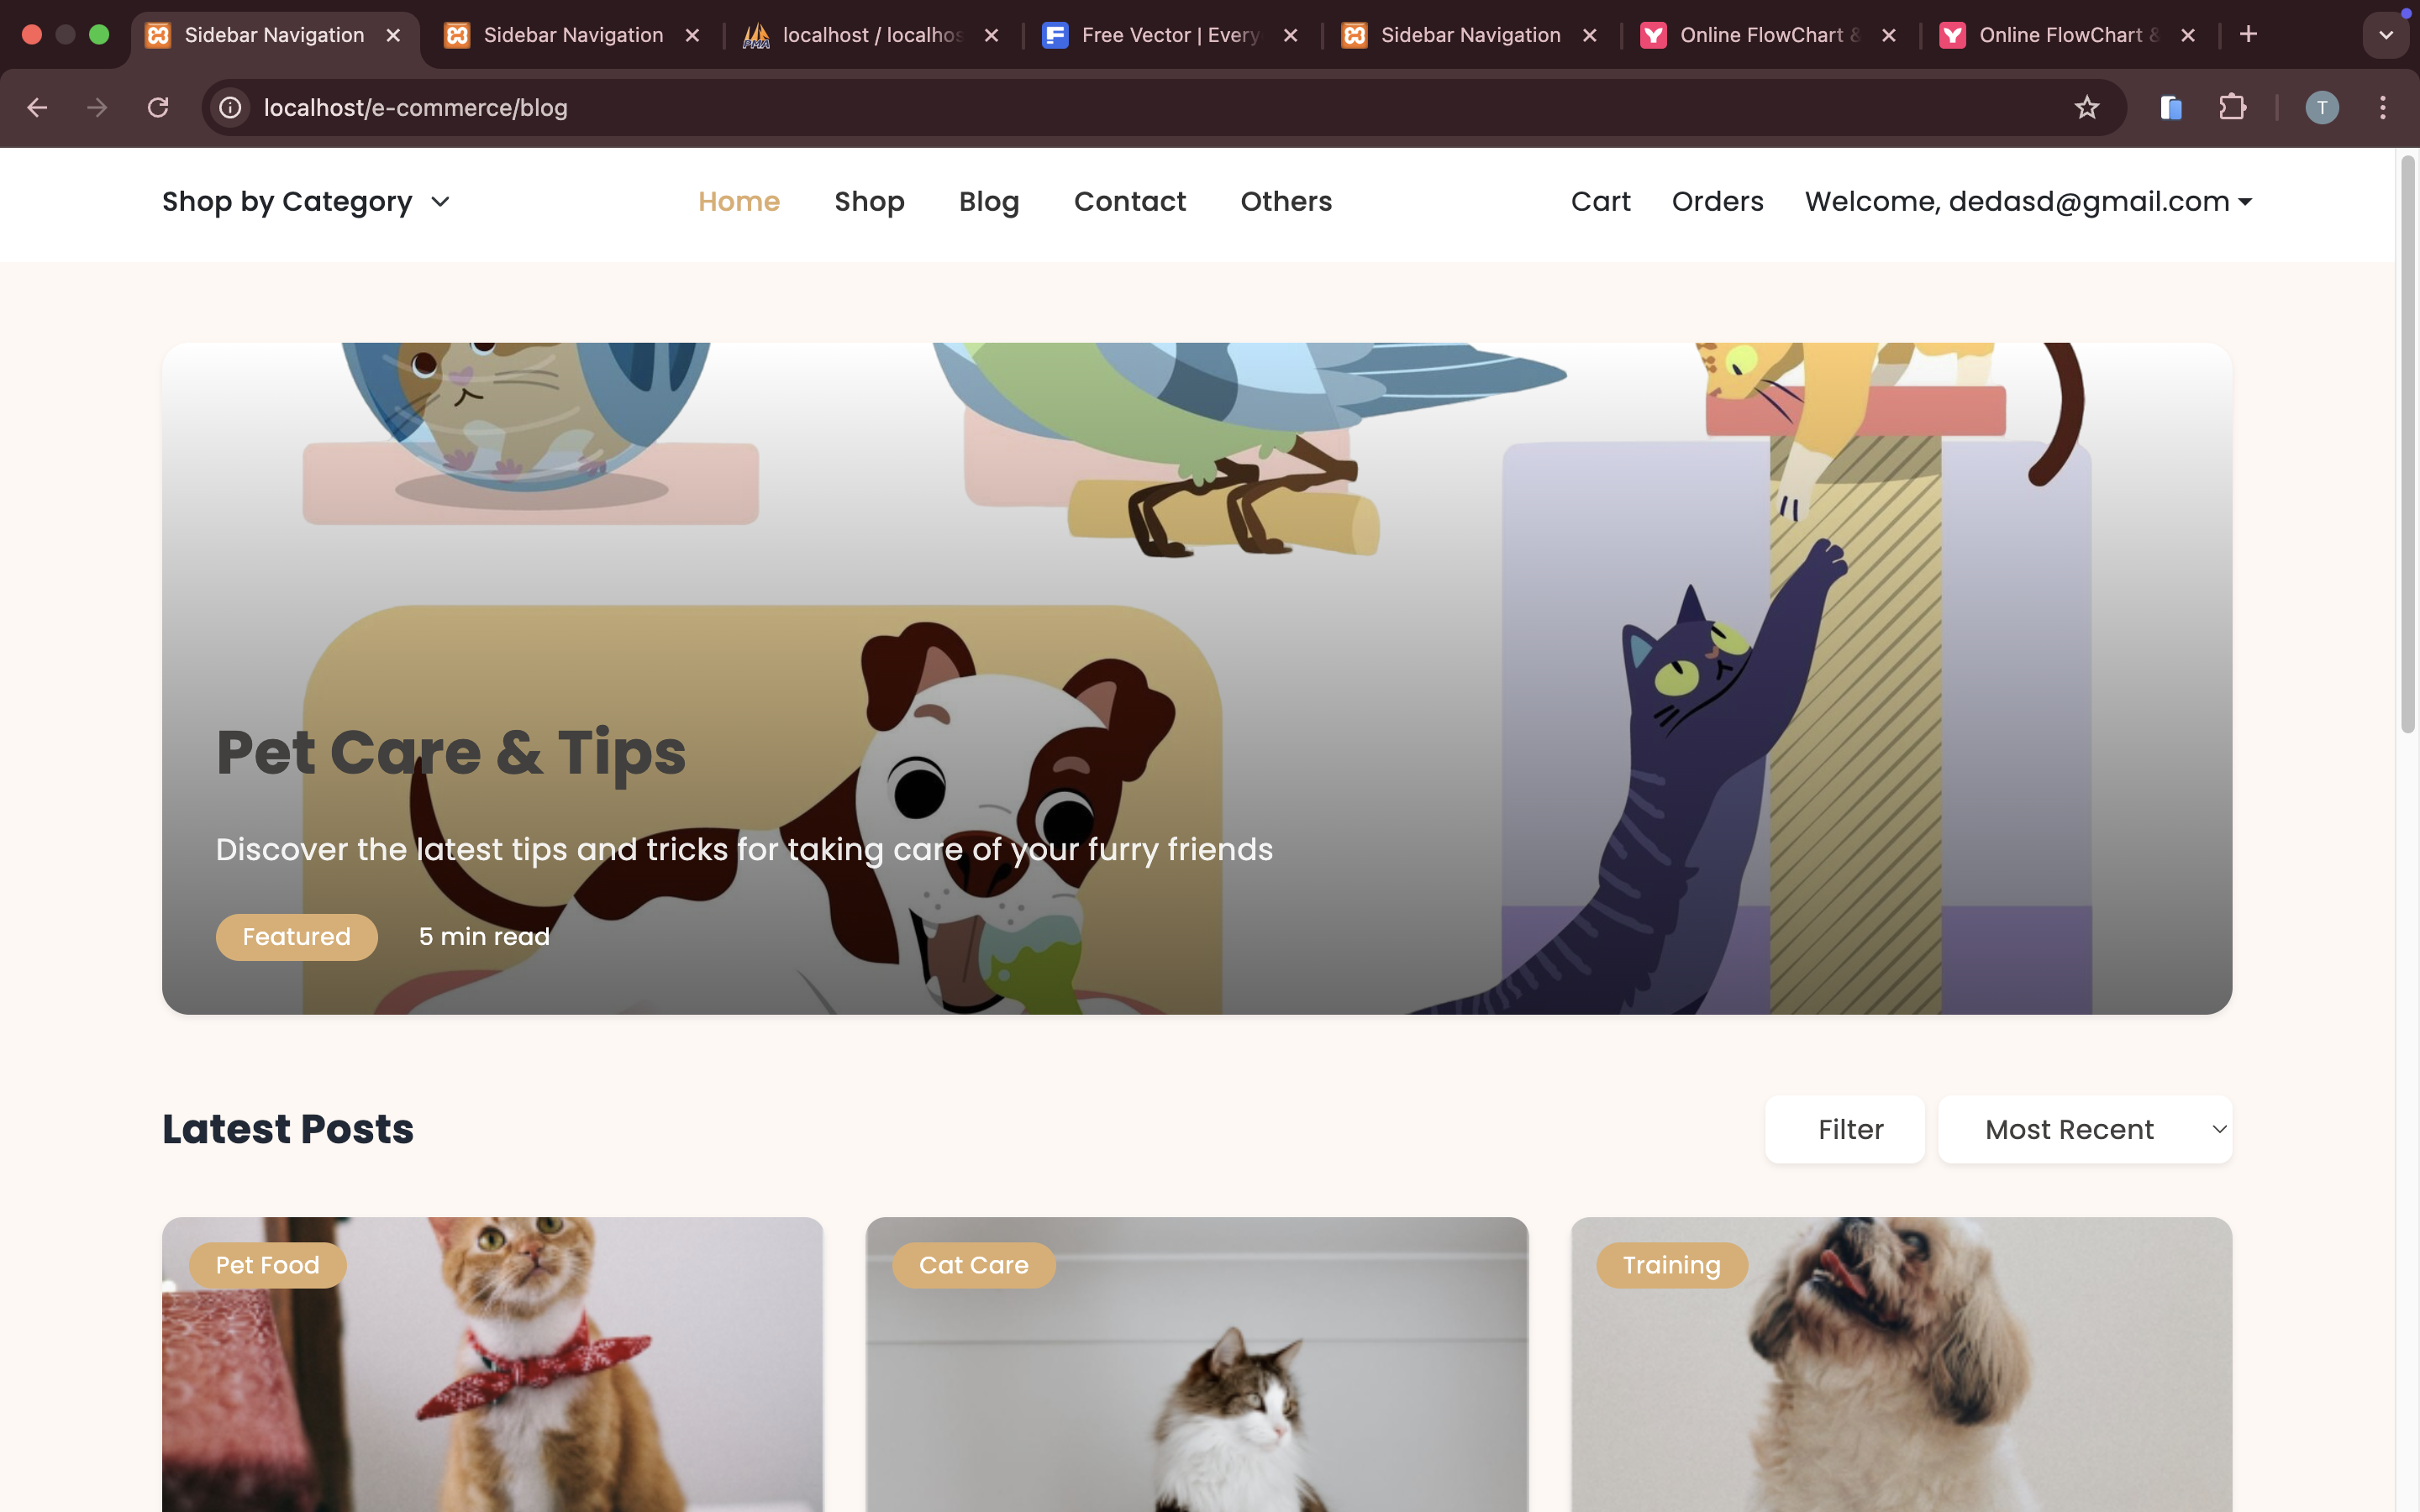 Sidebar Navigation
Sidebar Navigation
localhost / localhos
Free Vector | Every
Sidebar Navigation
Online FlowChart &
Online FlowChart &
localhost/e-commerce/blog
T
Shop by Category
Home
Shop
Blog
Contact
Others
Cart
Orders
Welcome, dedasd@gmail.com
Pet Care & Tips
Discover the latest tips and tricks for taking care of your furry friends
Featured
5 min read
Latest Posts
Filter
Most Recent
Pet Food
Cat Care
Training